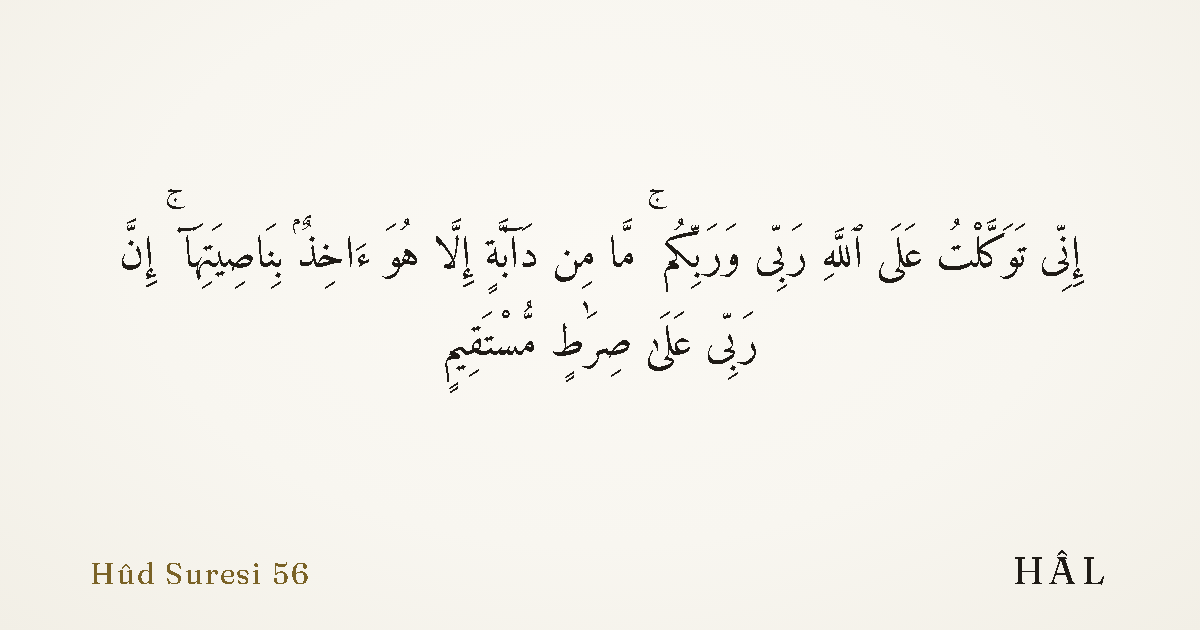 إِنِّى تَوَكَّلْتُ عَلَى ٱللَّهِ رَبِّى وَرَبِّكُم ۚ مَّا مِن دَآبَّةٍ إِلَّا هُوَ ءَاخِذٌۢ بِنَاصِيَتِهَآ ۚ إِنَّ
رَبِّى عَلَىٰ صِرَٰطٍ مُّسْتَقِيمٍ
Hûd Suresi 56
HÂL